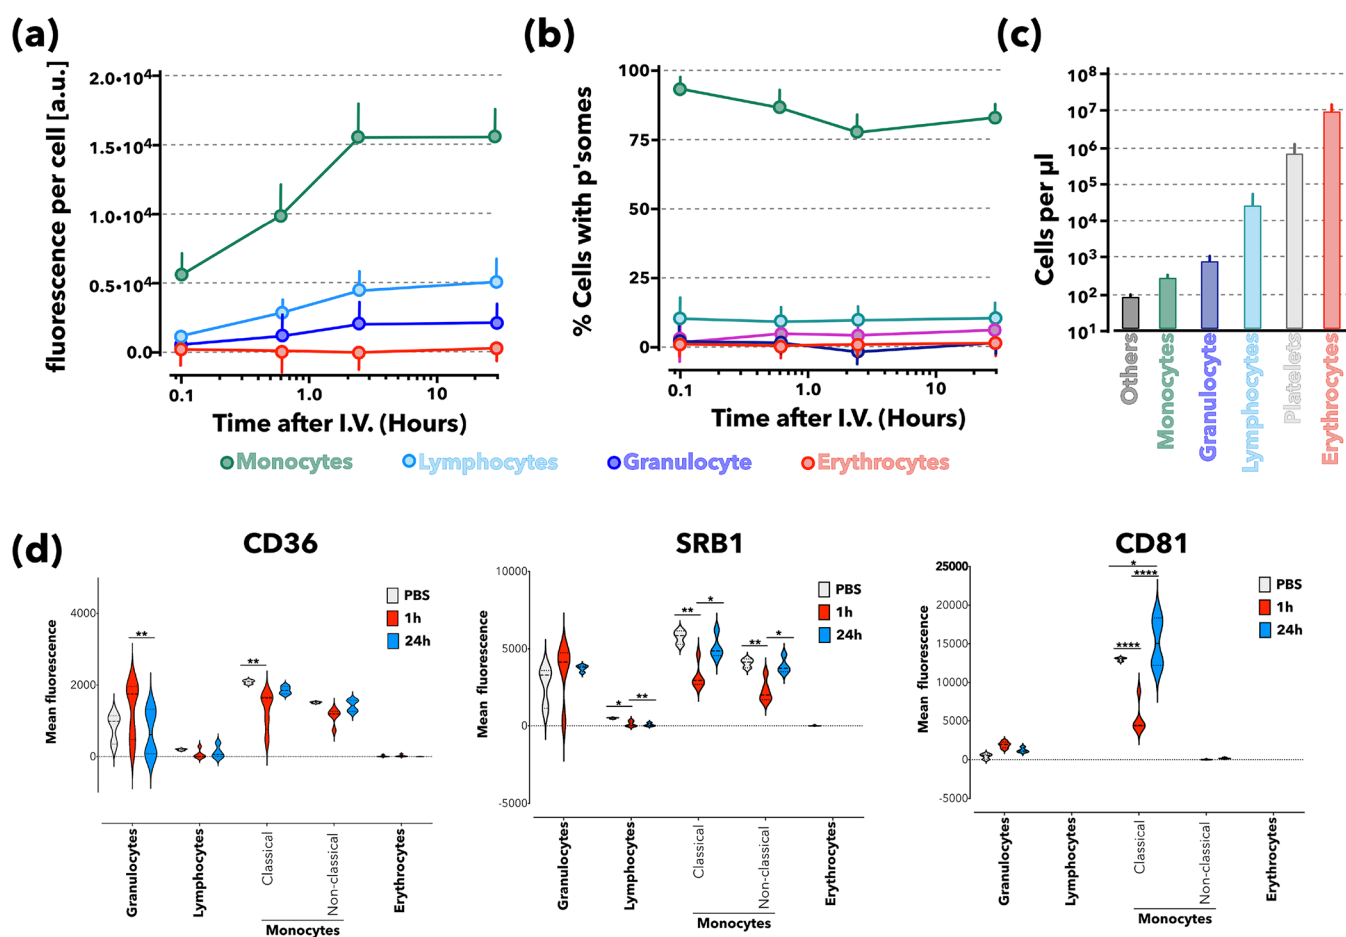 (a)
fluorescence per cell [a.u.]
2.0•10⁴
1.5•10⁴
1.0•10⁴
0.5•10⁴
0.0
0.1
1.0
10
Time after I.V. (Hours)
(b)
% Cells with p'somes
100
75
50
25
0
0.1
1.0
10
Time after I.V. (Hours)
Monocytes
Lymphocytes
Granulocyte
Erythrocytes
(c)
Cells per µl
10⁸
10⁷
10⁶
10⁵
10⁴
10³
10²
10¹
Others
Monocytes
Granulocyte
Lymphocytes
Platelets
Erythrocytes
(d)
CD36
Mean fluorescence
4000
2000
0
**
**
PBS
1h
24h
Granulocytes
Lymphocytes
Classical
Non-classical
Monocytes
Erythrocytes
SRB1
Mean fluorescence
10000
5000
0
-5000
*
**
**
*
**
*
PBS
1h
24h
Granulocytes
Lymphocytes
Classical
Non-classical
Monocytes
Erythrocytes
CD81
Mean fluorescence
25000
20000
15000
10000
5000
0
-5000
*
****
****
PBS
1h
24h
Granulocytes
Lymphocytes
Classical
Non-classical
Monocytes
Erythrocytes